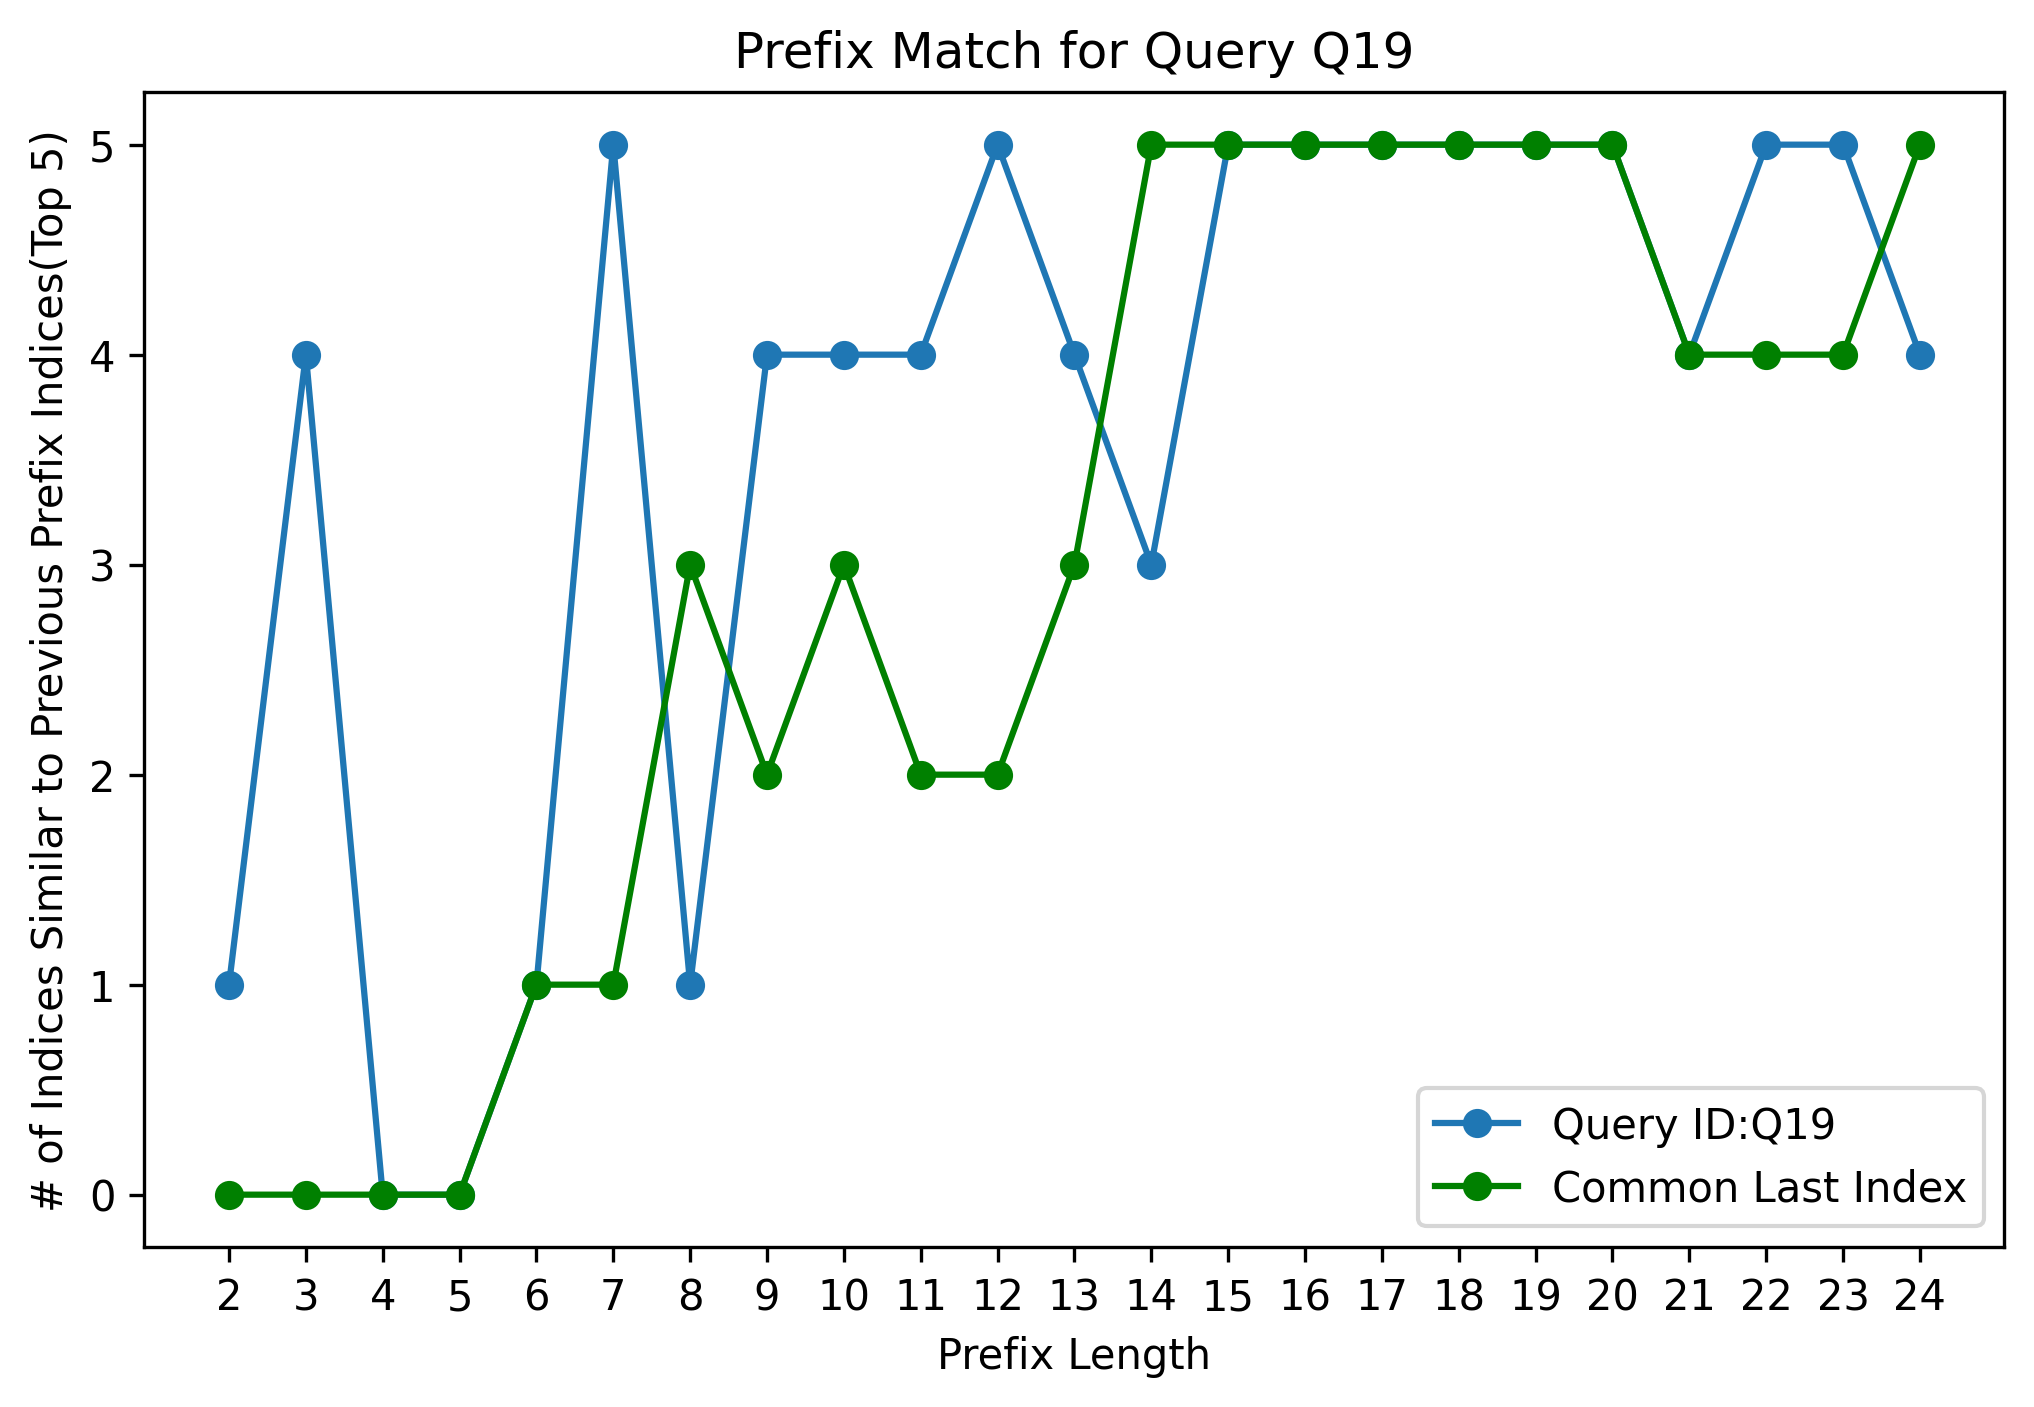 Prefix Match for Query Q19
# of Indices Similar to Previous Prefix Indices(Top 5)
5
4
3
2
1
0
Query ID:Q19
Common Last Index
2 3 4 5 6 7 8 9 10 11 12 13 14 15 16 17 18 19 20 21 22 23 24
Prefix Length